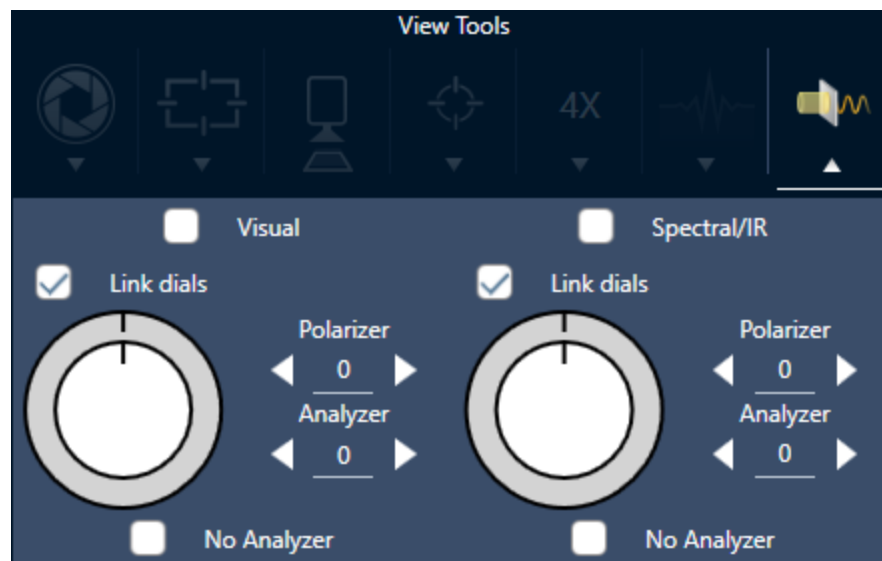 View Tools
4X
Visual
Spectral/IR
Link dials
Link dials
Polarizer
0
Analyzer
0
Polarizer
0
Analyzer
0
No Analyzer
No Analyzer